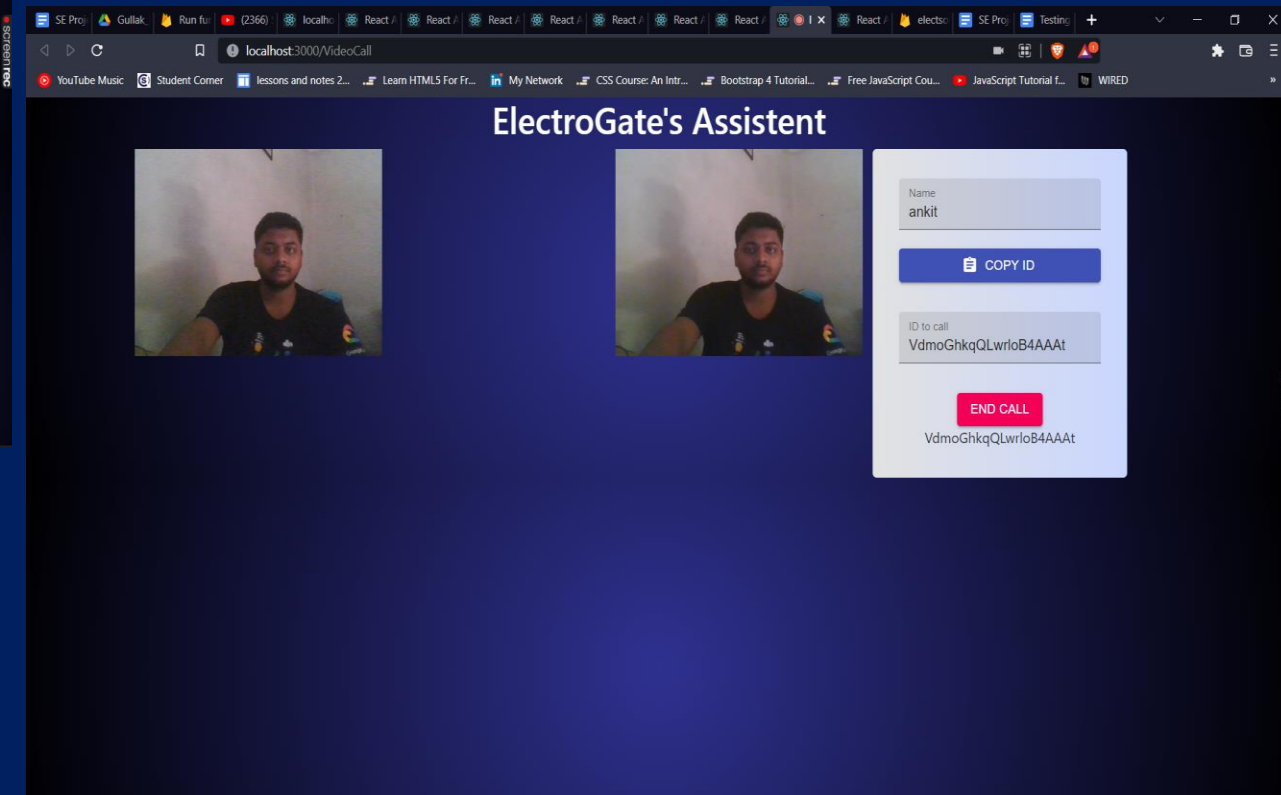 screenrec
SE Proj
Gullak_
Run fun
(2366)
localho
React A
React A
React A
React A
React A
React A
React A
I
React A
electso
SE Proj
Testing
localhost:3000/VideoCall
YouTube Music
Student Corner
lessons and notes 2...
Learn HTML5 For Fr...
My Network
CSS Course: An Intr...
Bootstrap 4 Tutorial...
Free JavaScript Cou...
JavaScript Tutorial f...
WIRED
»
ElectroGate's Assistent
Name
ankit
COPY ID
ID to call
VdmoGhkqQLwrloB4AAAt
END CALL
VdmoGhkqQLwrloB4AAAt